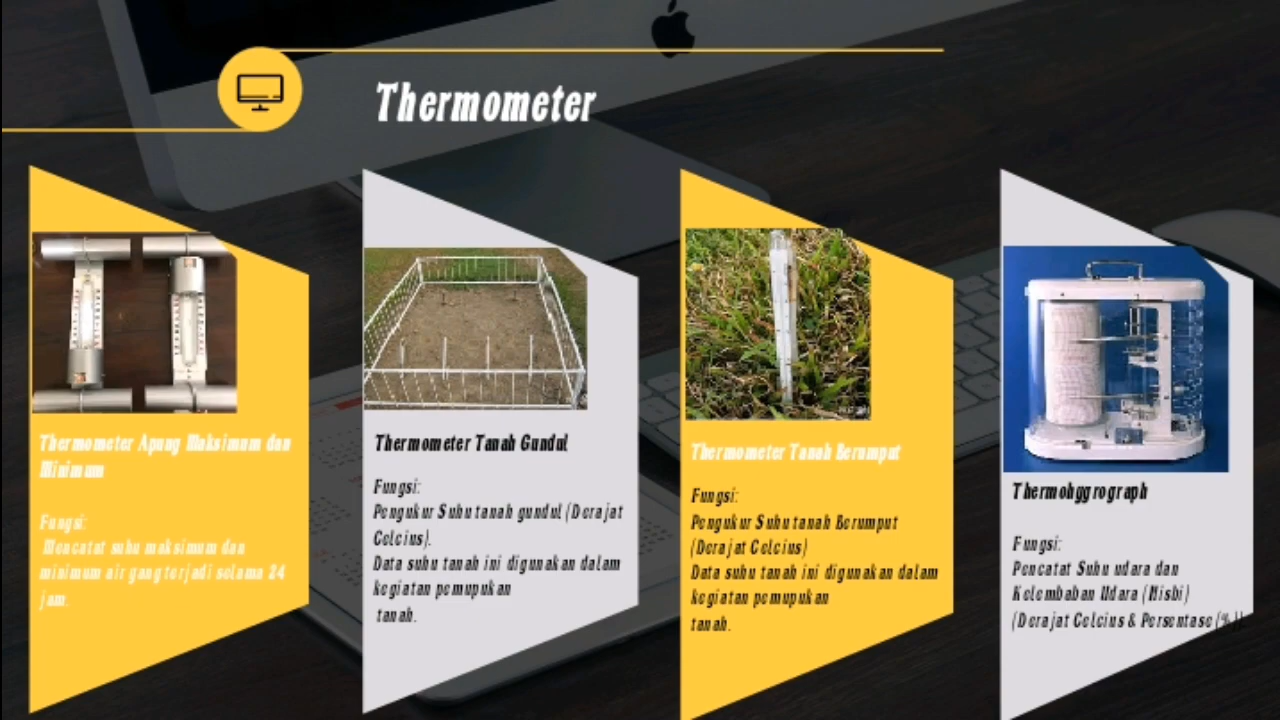 Thermometer
Thermometer Apung Maksimum dan
Minimum
Fungsi:
Mencatat suhu maksimum dan
minimum air yang terjadi selama 24
jam.
Thermometer Tanah Gundul
Fungsi:
Pengukur Suhu tanah gundul (Derajat
Celcius).
Data suhu tanah ini digunakan dalam
kegiatan pemupukan
tanah.
Thermometer Tanah Berumput
Fungsi:
Pengukur Suhu tanah Berumput
(Derajat Celcius)
Data suhu tanah ini digunakan dalam
kegiatan pemupukan
tanah.
Thermohygrograph
Fungsi:
Pencatat Suhu udara dan
Kelembaban Udara (Nisbi)
(Derajat Celcius & Persentase (%))